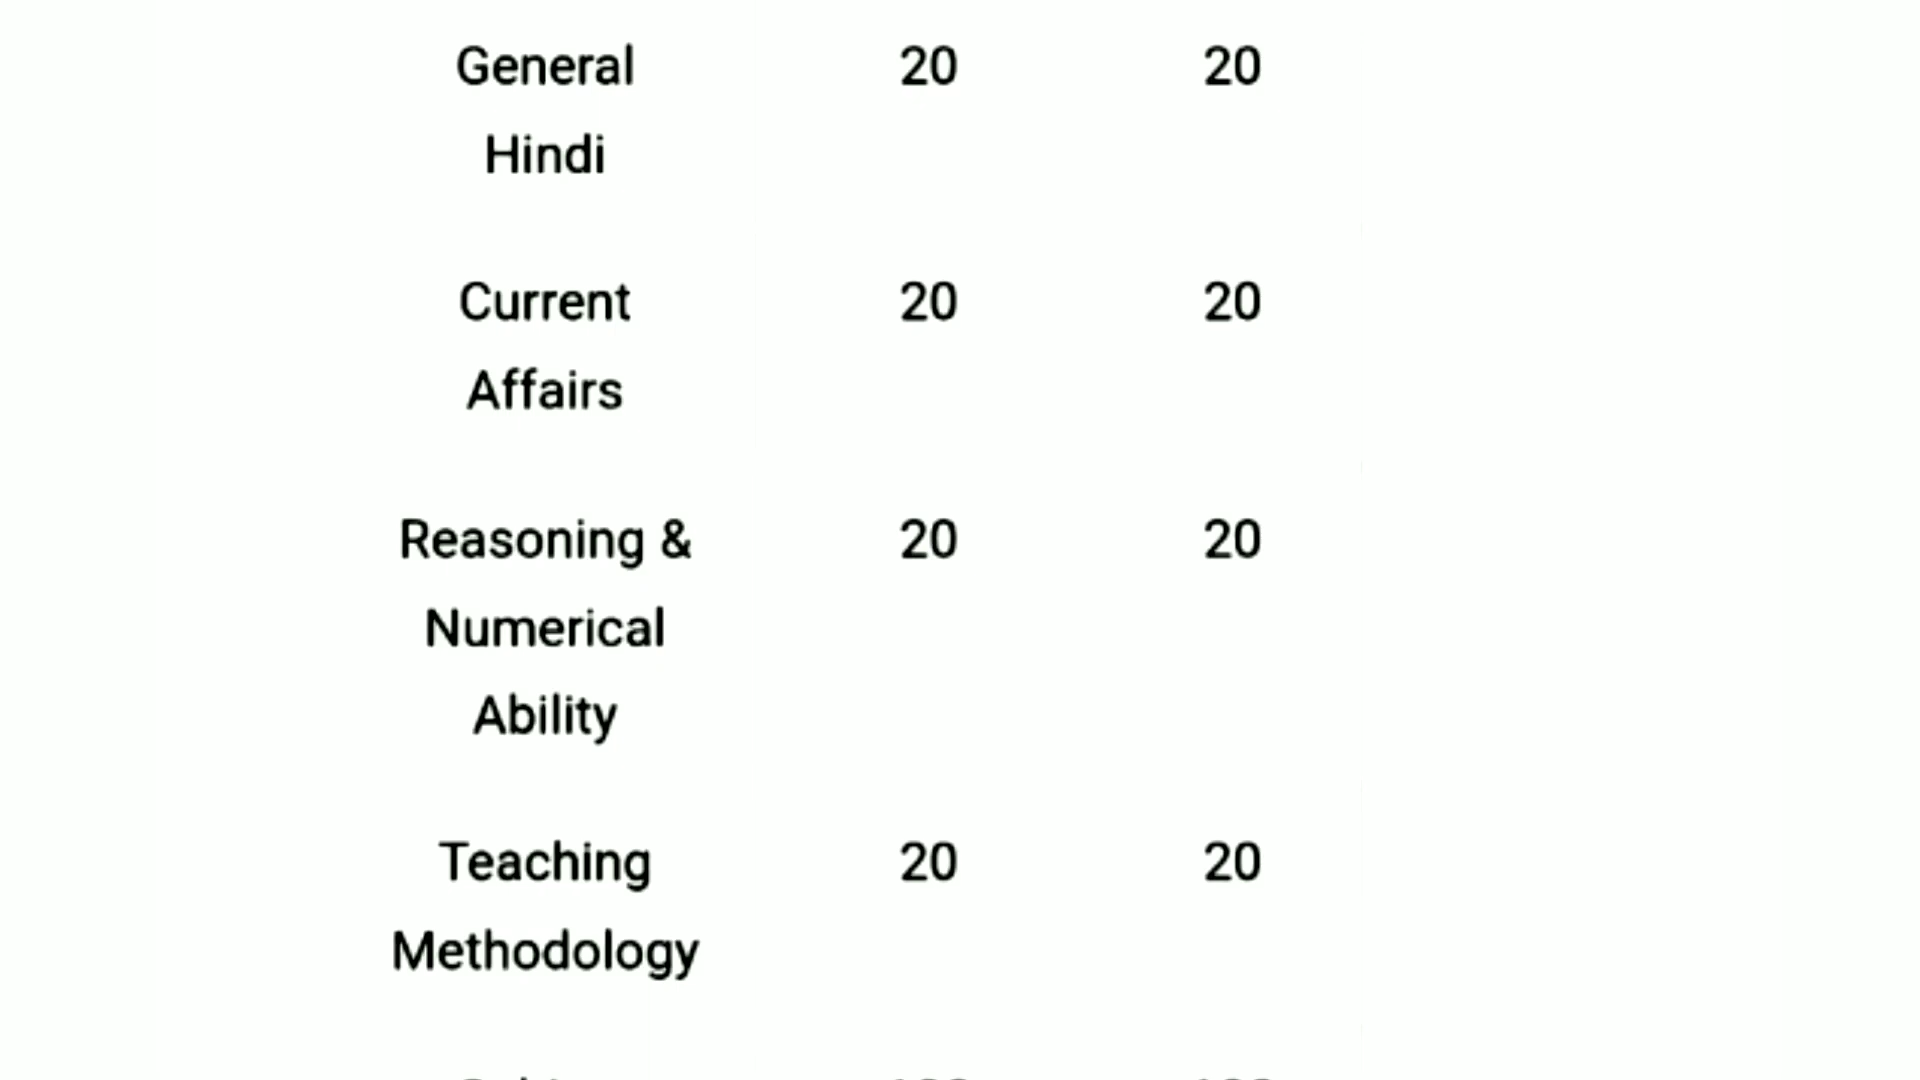 General 20 20
Hindi
Current 20 20
Affairs
Reasoning & 20 20
Numerical
Ability
Teaching 20 20
Methodology